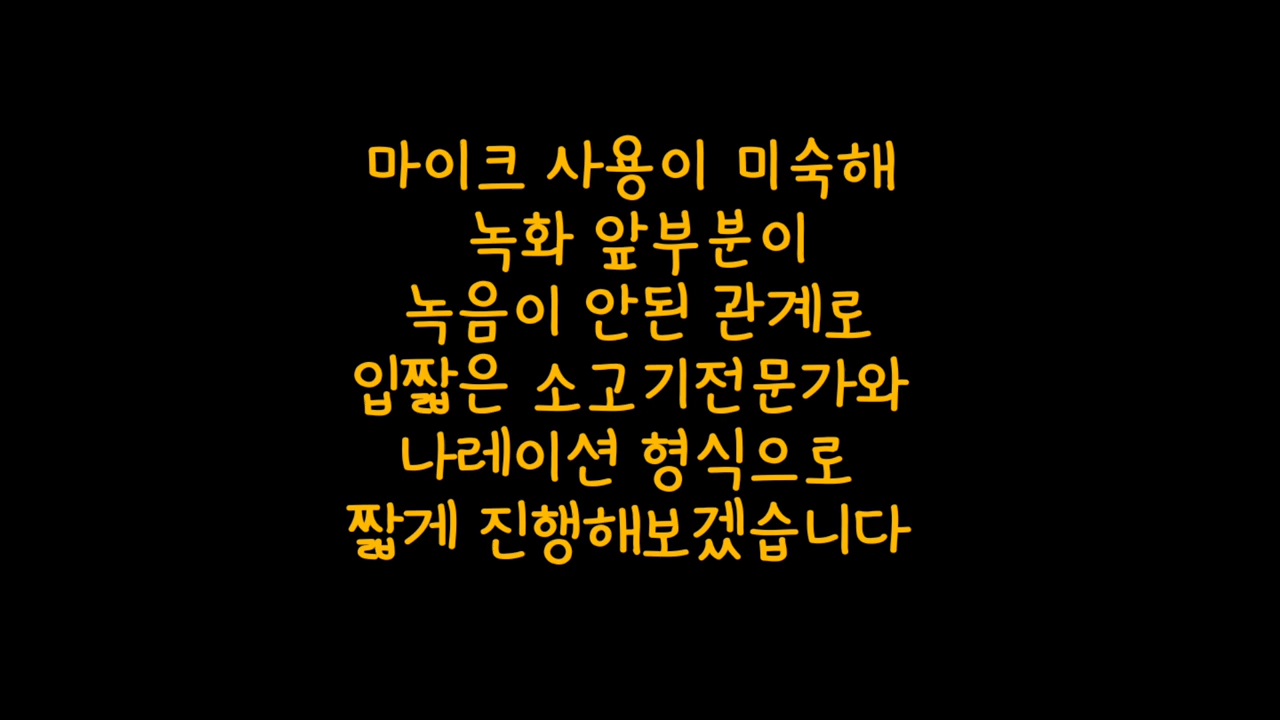 마이크 사용이 미숙해
녹화 앞부분이
녹음이 안된 관계로
입짧은 소고기전문가와
나레이션 형식으로
짧게 진행해보겠습니다